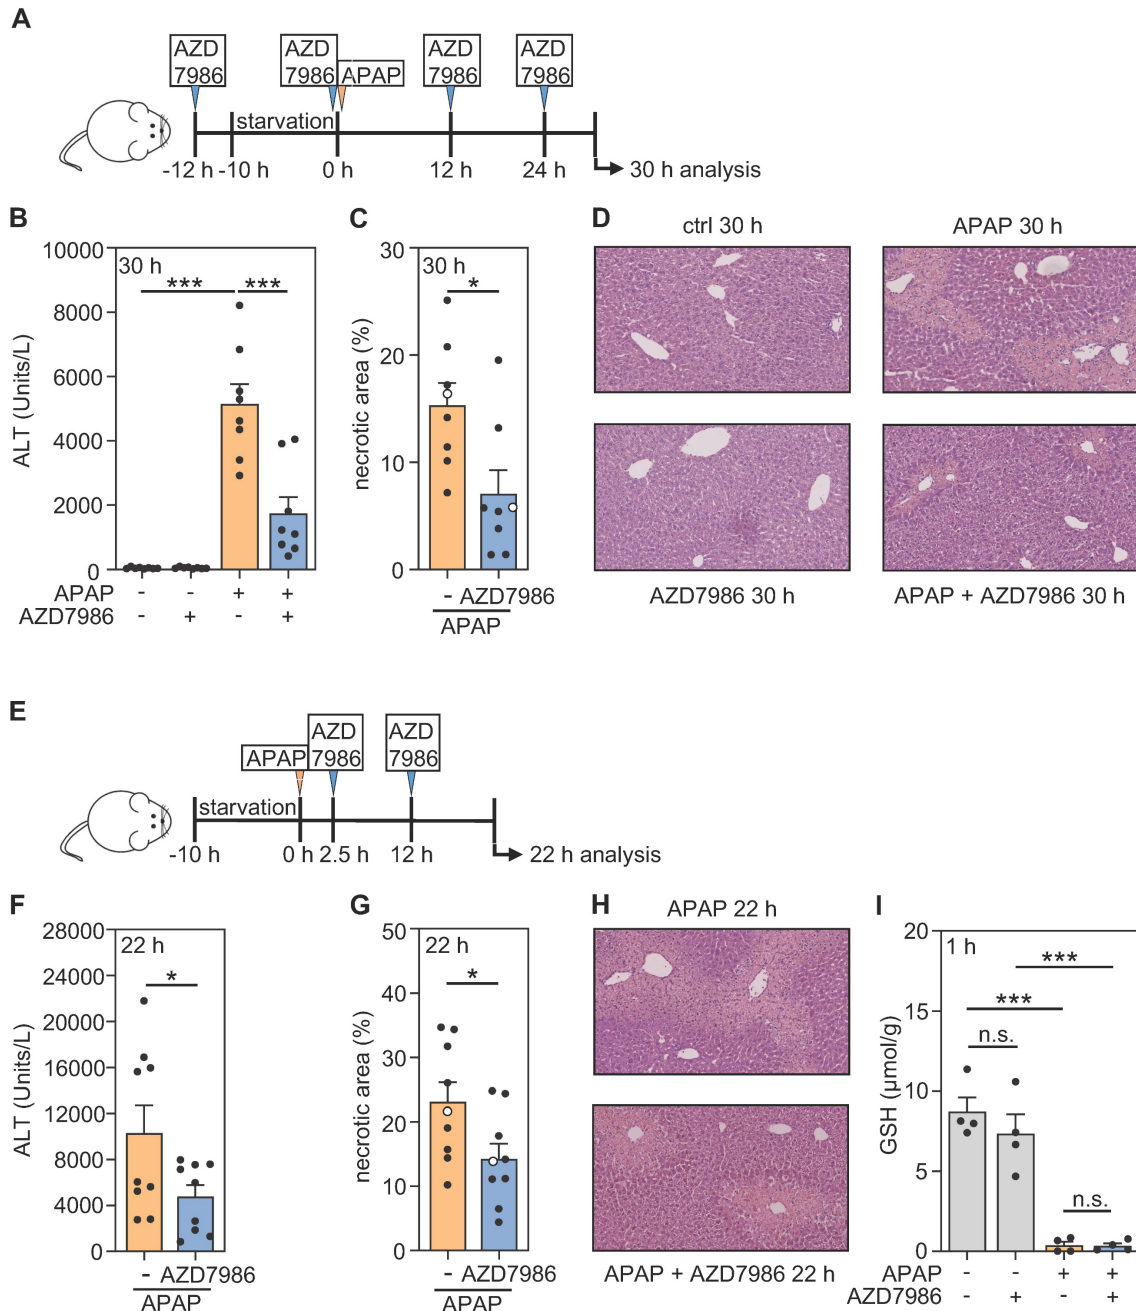 A
AZD
7986
AZD
7986
APAP
AZD
7986
AZD
7986
starvation
-12 h
-10 h
0 h
12 h
24 h
30 h analysis
B
10000
8000
6000
4000
2000
0
ALT (Units/L)
30 h
***
***
APAP - - + +
AZD7986 - + - +
C
30
20
10
0
necrotic area (%)
30 h
*
- AZD7986
APAP
D
ctrl 30 h
APAP 30 h
AZD7986 30 h
APAP + AZD7986 30 h
E
APAP
AZD
7986
AZD
7986
starvation
-10 h
0 h
2.5 h
12 h
22 h analysis
F
28000
24000
20000
16000
12000
8000
4000
0
ALT (Units/L)
22 h
*
- AZD7986
APAP
G
50
40
30
20
10
0
necrotic area (%)
22 h
*
- AZD7986
APAP
H
APAP 22 h
APAP + AZD7986 22 h
I
20
15
10
5
0
GSH (µmol/g)
1 h
***
***
n.s.
n.s.
APAP - - + +
AZD7986 - + - +